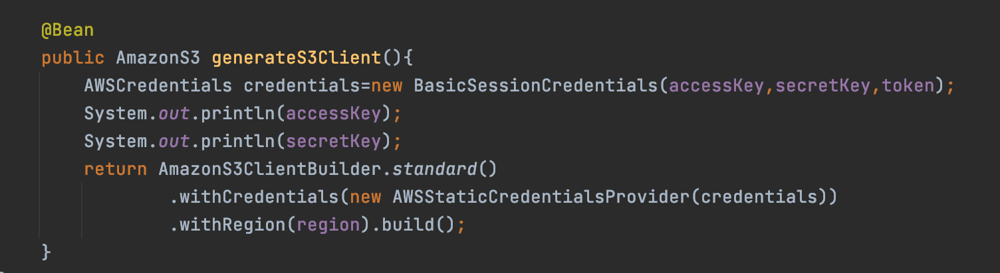 @Bean
public AmazonS3 generateS3Client(){
AWSCredentials credentials=new BasicSessionCredentials(accessKey,secretKey,token);
System.out.println(accessKey);
System.out.println(secretKey);
return AmazonS3ClientBuilder.standard()
.withCredentials(new AWSStaticCredentialsProvider(credentials))
.withRegion(region).build();
}